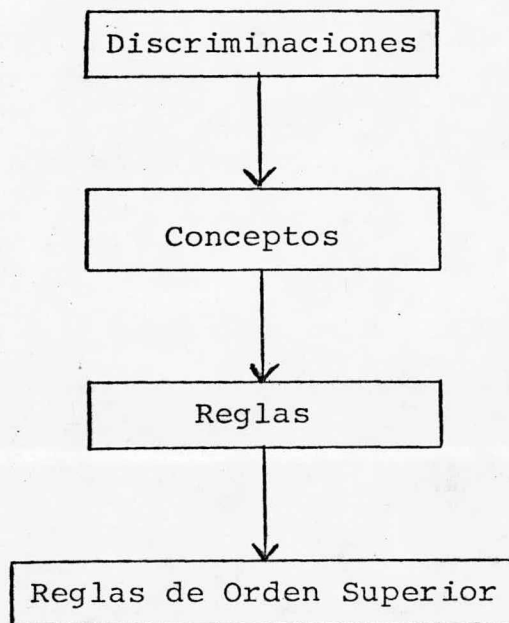 Discriminaciones
Conceptos
Reglas
Reglas de Orden Superior